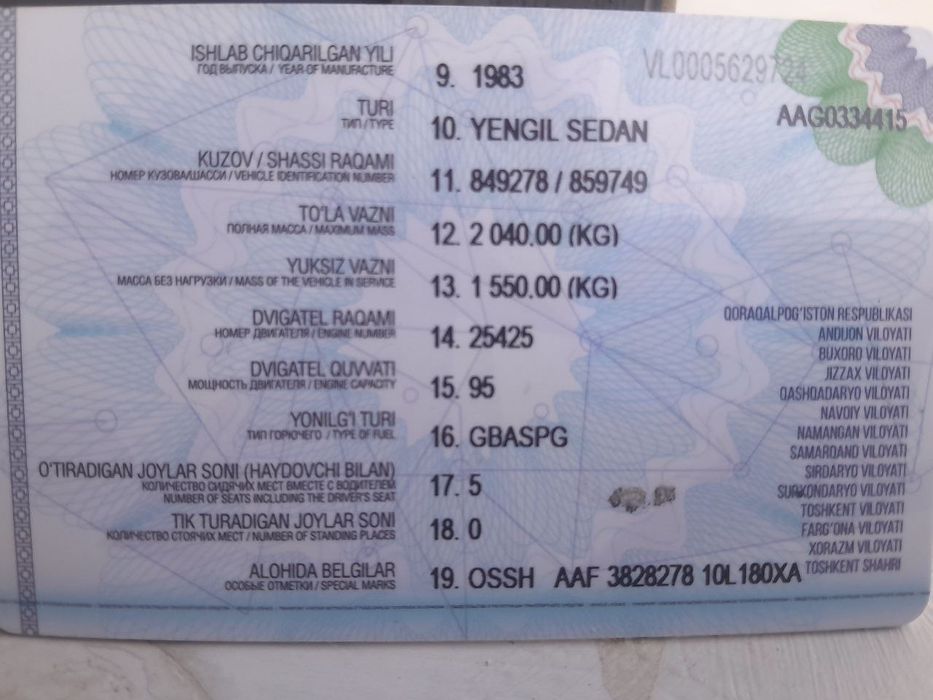 VL0005629724
AAG0334415
ISHLAB CHIQARILGAN YILI
ГОД ВЫПУСКА / YEAR OF MANUFACTURE
9. 1983
TURI
ТИП / TYPE
10. YENGIL SEDAN
KUZOV / SHASSI RAQAMI
НОМЕР КУЗОВА/ШАССИ / VEHICLE IDENTIFICATION NUMBER
11. 849278 / 859749
TO'LA VAZNI
ПОЛНАЯ МАССА / MAXIMUM MASS
12. 2 040.00 (KG)
YUKSIZ VAZNI
МАССА БЕЗ НАГРУЗКИ / MASS OF THE VEHICLE IN SERVICE
13. 1 550.00 (KG)
DVIGATEL RAQAMI
НОМЕР ДВИГАТЕЛЯ / ENGINE NUMBER
14. 25425
DVIGATEL QUVVATI
МОЩНОСТЬ ДВИГАТЕЛЯ / ENGINE CAPACITY
15. 95
YONILG'I TURI
ТИП ГОРЮЧЕГО / TYPE OF FUEL
16. GBASPG
O'TIRADIGAN JOYLAR SONI (HAYDOVCHI BILAN)
КОЛИЧЕСТВО СИДЯЧИХ МЕСТ ВМЕСТЕ С ВОДИТЕЛЕМ
NUMBER OF SEATS INCLUDING THE DRIVER'S SEAT
17. 5
TIK TURADIGAN JOYLAR SONI
КОЛИЧЕСТВО СТОЯЧИХ МЕСТ / NUMBER OF STANDING PLACES
18. 0
ALOHIDA BELGILAR
ОСОБЫЕ ОТМЕТКИ / SPECIAL MARKS
19. OSSH AAF 3828278 10L180XA
QORAQALPOG'ISTON RESPUBLIKASI
ANDIJON VILOYATI
BUXORO VILOYATI
JIZZAX VILOYATI
QASHQADARYO VILOYATI
NAVOIY VILOYATI
NAMANGAN VILOYATI
SAMARQAND VILOYATI
SIRDARYO VILOYATI
SURXONDARYO VILOYATI
TOSHKENT VILOYATI
FARG'ONA VILOYATI
XORAZM VILOYATI
TOSHKENT SHAHRI